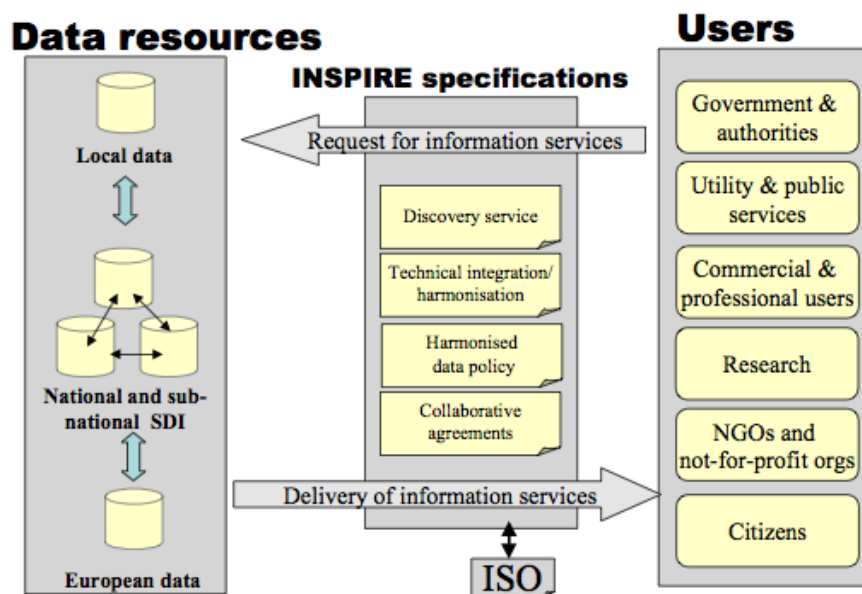 Data resources
Users
INSPIRE specifications
Request for information services
Local data
National and sub-
national SDI
European data
Discovery service
Technical integration/
harmonisation
Harmonised
data policy
Collaborative
agreements
Delivery of information services
ISO
Government &
authorities
Utility & public
services
Commercial &
professional users
Research
NGOs and
not-for-profit orgs
Citizens